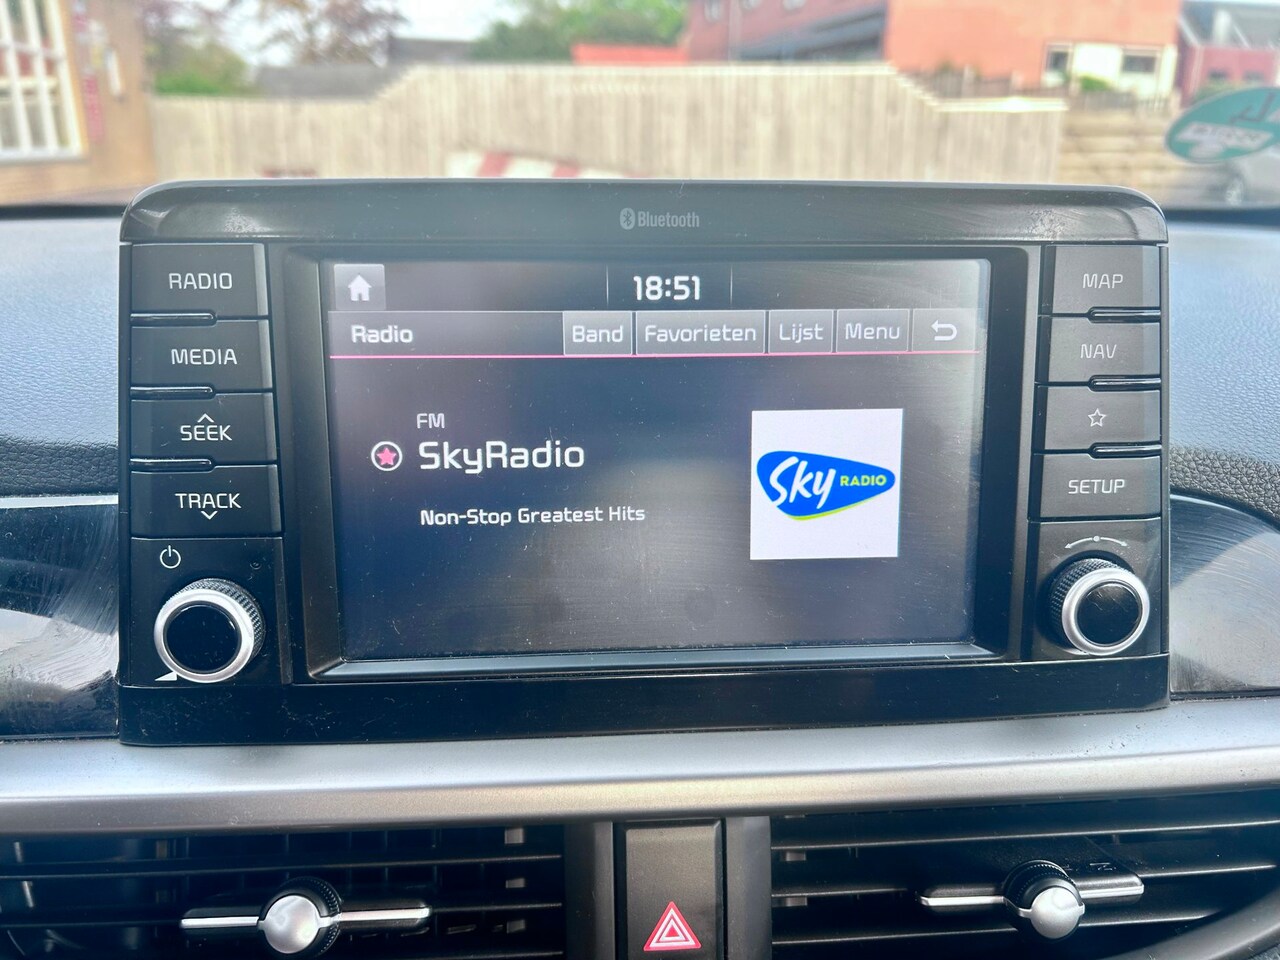 Bluetooth
RADIO
MEDIA
SEEK
TRACK
18:51
Radio
Band
Favorieten
Lijst
Menu
FM
SkyRadio
Non-Stop Greatest Hits
Sky RADIO
MAP
NAV
SETUP